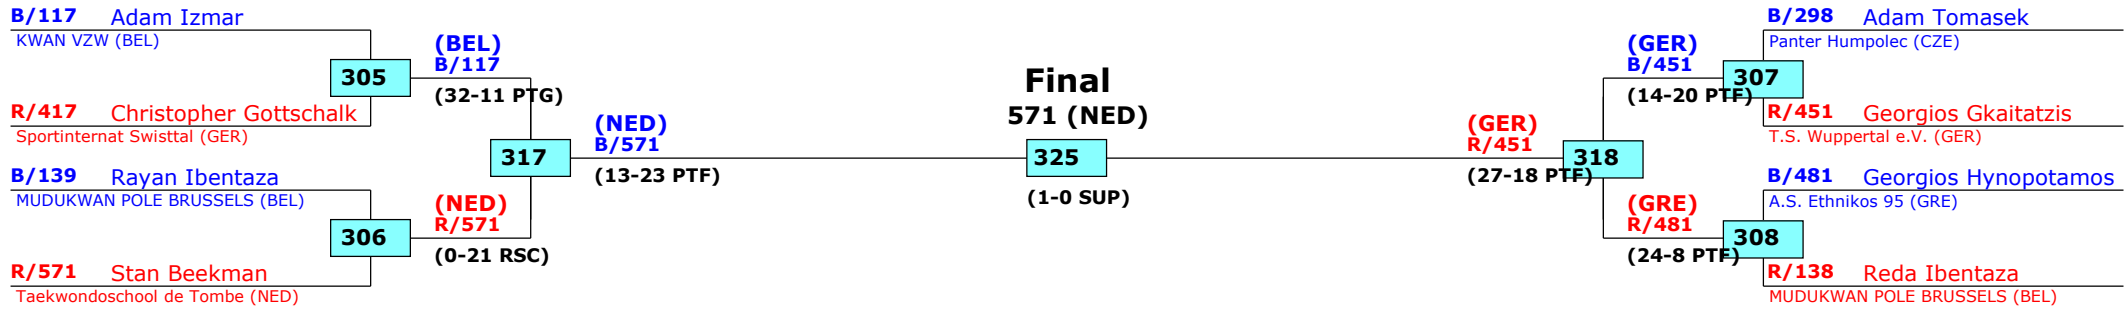 B/117 Adam Izmar
KWAN VZW (BEL)
305
R/417 Christopher Gottschalk
Sportinternat Swisttal (GER)
B/139 Rayan Ibentaza
MUDUKWAN POLE BRUSSELS (BEL)
306
R/571 Stan Beekman
Taekwondoschool de Tombe (NED)
(BEL)
B/117
(32-11 PTG)
317
(NED)
R/571
(0-21 RSC)
(NED)
B/571
(13-23 PTF)
Final
571 (NED)
325
(1-0 SUP)
(GER)
R/451
(27-18 PTF)
318
(GER)
B/451
(14-20 PTF)
(GRE)
R/481
(24-8 PTF)
B/298 Adam Tomasek
Panter Humpolec (CZE)
307
R/451 Georgios Gkaitatzis
T.S. Wuppertal e.V. (GER)
B/481 Georgios Hynopotamos
A.S. Ethnikos 95 (GRE)
308
R/138 Reda Ibentaza
MUDUKWAN POLE BRUSSELS (BEL)